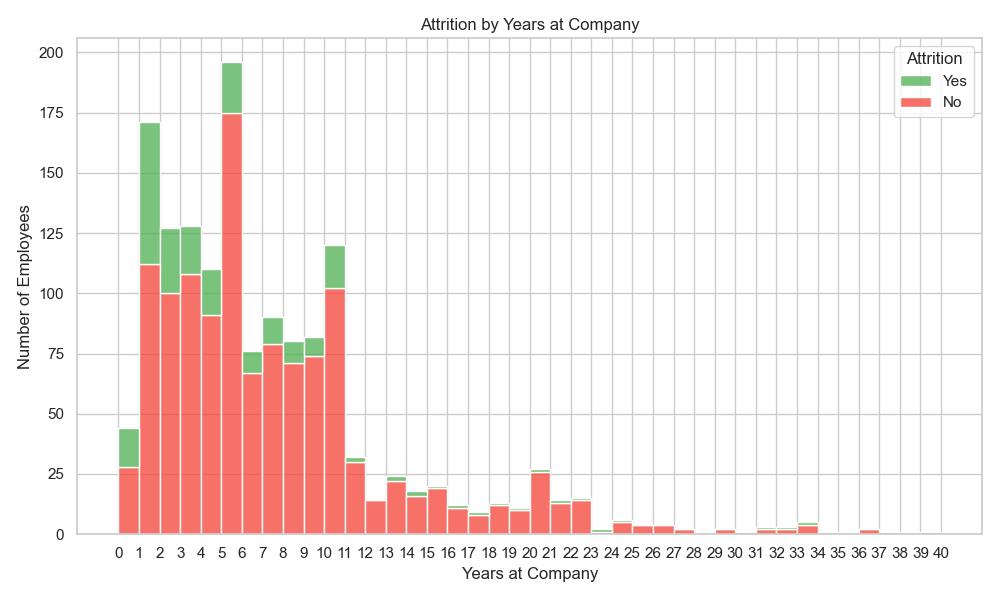 Attrition by Years at Company
Attrition
Yes
No
200
175
150
125
100
75
50
25
0
Number of Employees
0 1 2 3 4 5 6 7 8 9 10 11 12 13 14 15 16 17 18 19 20 21 22 23 24 25 26 27 28 29 30 31 32 33 34 35 36 37 38 39 40
Years at Company